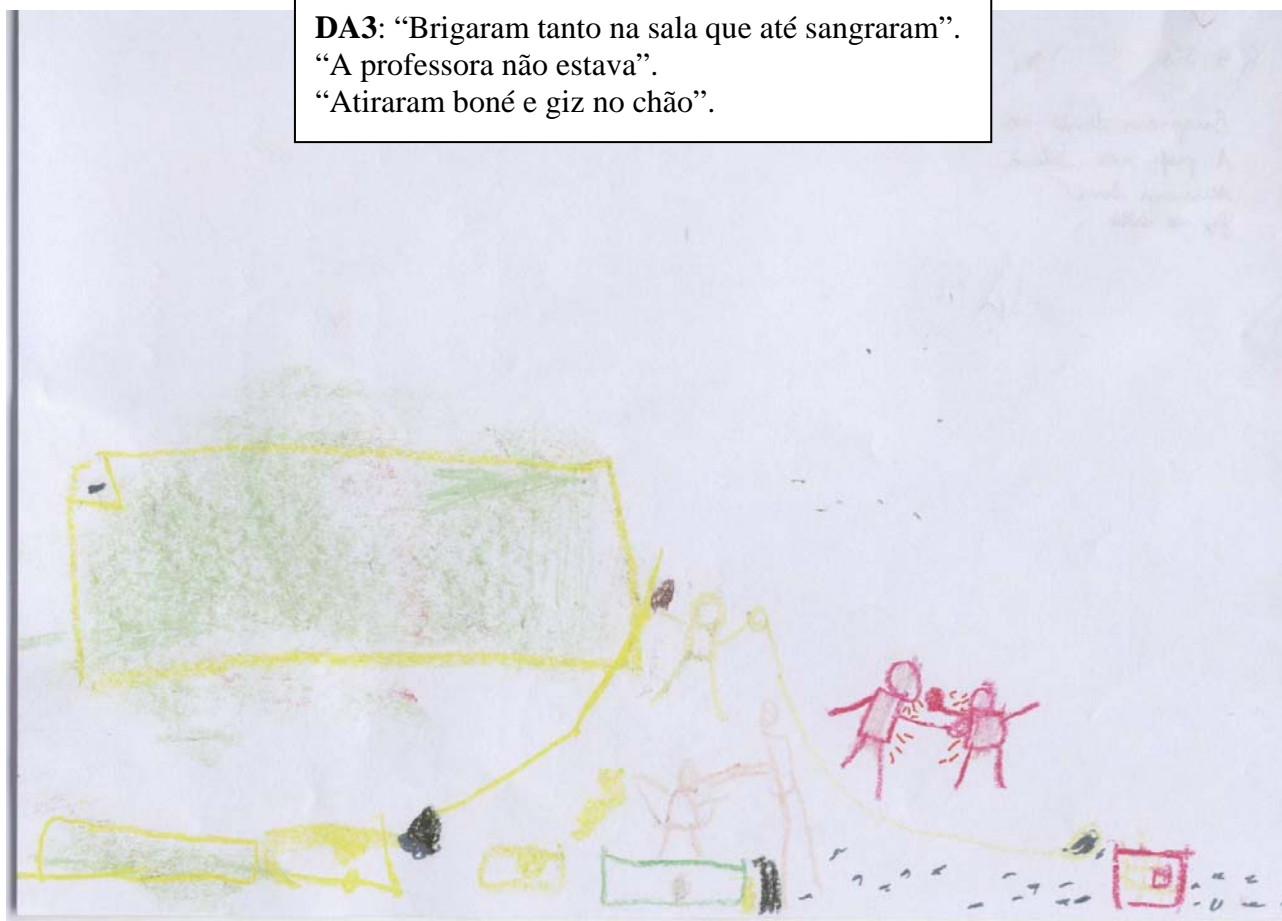 DA3: “Brigaram tanto na sala que até sangraram”.
“A professora não estava”.
“Atiraram boné e giz no chão”.